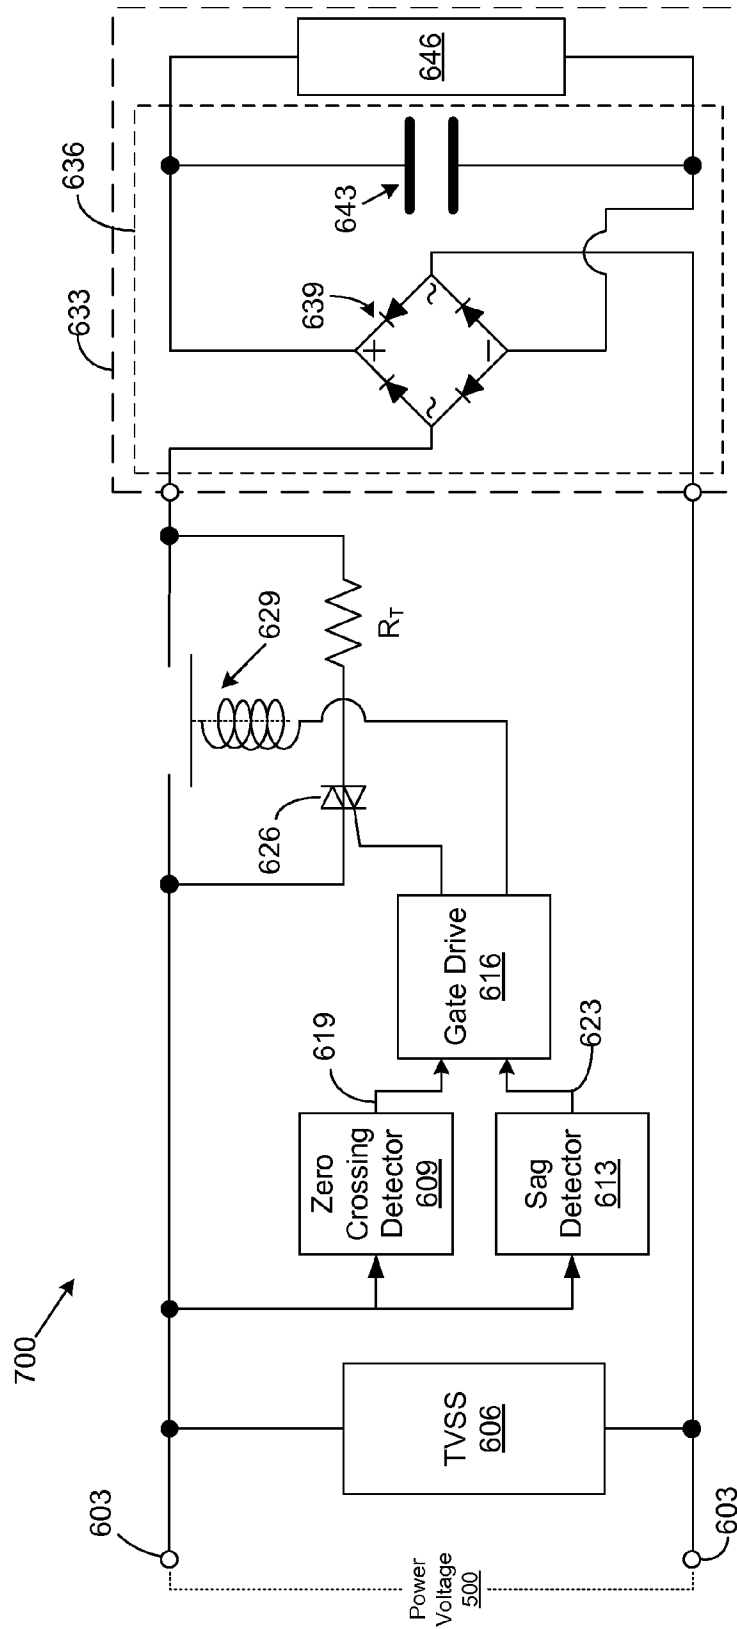 700
603
Power
Voltage
500
603
TVSS
606
Zero
Crossing
Detector
609
619
Sag
Detector
613
623
Gate Drive
616
626
629
R_T
633
636
639
+
~
~
−
643
646